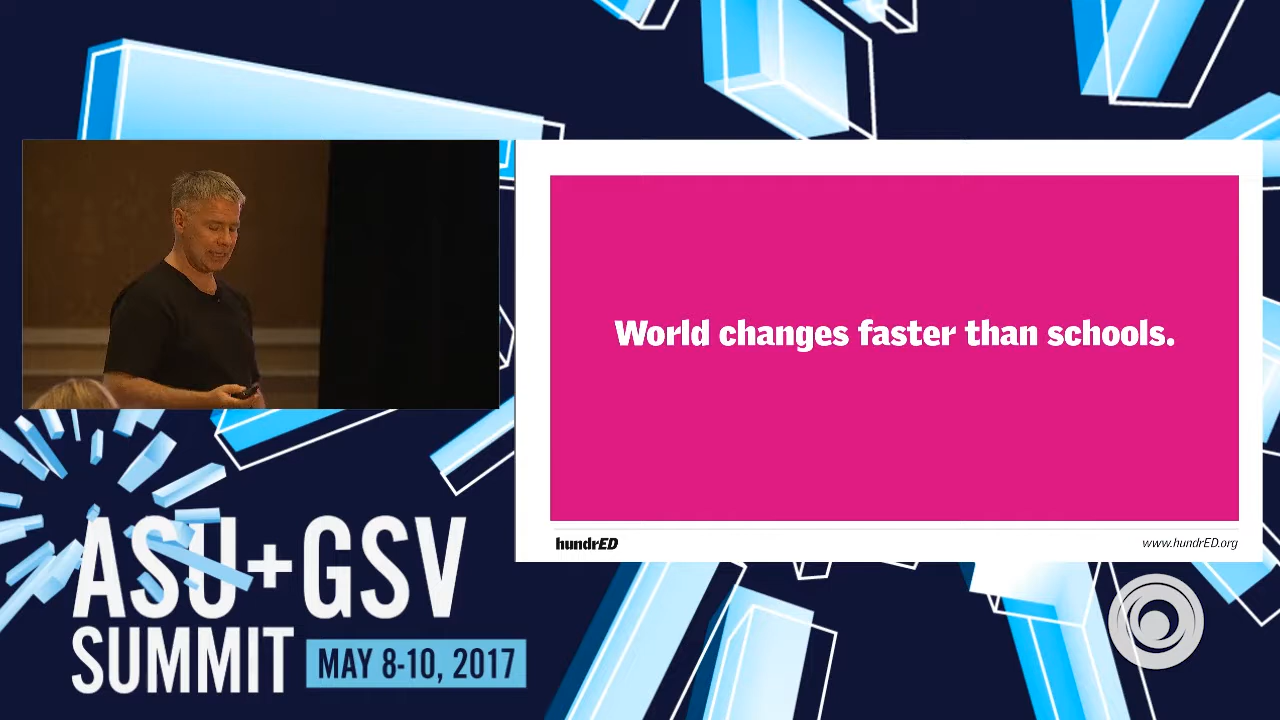 World changes faster than schools.
hundrED
www.hundrED.org
ASU+GSV
SUMMIT
MAY 8-10, 2017